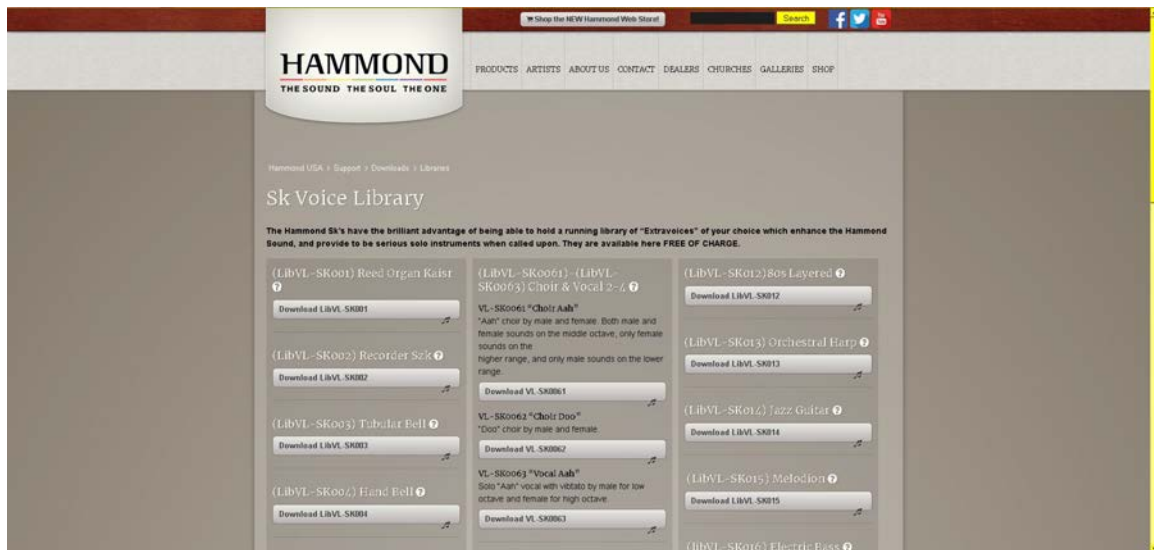 Shop the NEW Hammond Web Store!
Search
You
HAMMOND
THE SOUND THE SOUL THE ONE
PRODUCTS ARTISTS ABOUT US CONTACT DEALERS CHURCHES GALLERIES SHOP
Hammond USA > Support > Downloads > Libraries
Sk Voice Library
The Hammond Sk's have the brilliant advantage of being able to hold a running library of "Extravoices" of your choice which enhance the Hammond
Sound, and provide to be serious solo instruments when called upon. They are available here FREE OF CHARGE.
(LibVL-SK001) Reed Organ Kaisr
Download LibVL-SK001
(LibVL-SK002) Recorder Szk
Download LibVL-SK002
(LibVL-SK003) Tubular Bell
Download LibVL-SK003
(LibVL-SK004) Hand Bell
Download LibVL-SK004
(LibVL-SK0061)-(LibVL-
SK0063) Choir & Vocal 2-4
VL-SK0061 "Choir Aah"
"Aah" choir by male and female. Both male and
female sounds on the middle octave, only female
sounds on the
higher range, and only male sounds on the lower
range.
Download VL-SK0061
VL-SK0062 "Choir Doo"
"Doo" choir by male and female.
Download VL-SK0062
VL-SK0063 "Vocal Aah"
Solo "Aah" vocal with vibtato by male for low
octave and female for high octave.
Download VL-SK0063
(LibVL-SK012)80s Layered
Download LibVL-SK012
(LibVL-SK013) Orchestral Harp
Download LibVL-SK013
(LibVL-SK014) Jazz Guitar
Download LibVL-SK014
(LibVL-SK015) Melodion
Download LibVL-SK015
(libVL-SK016) Electric Bass